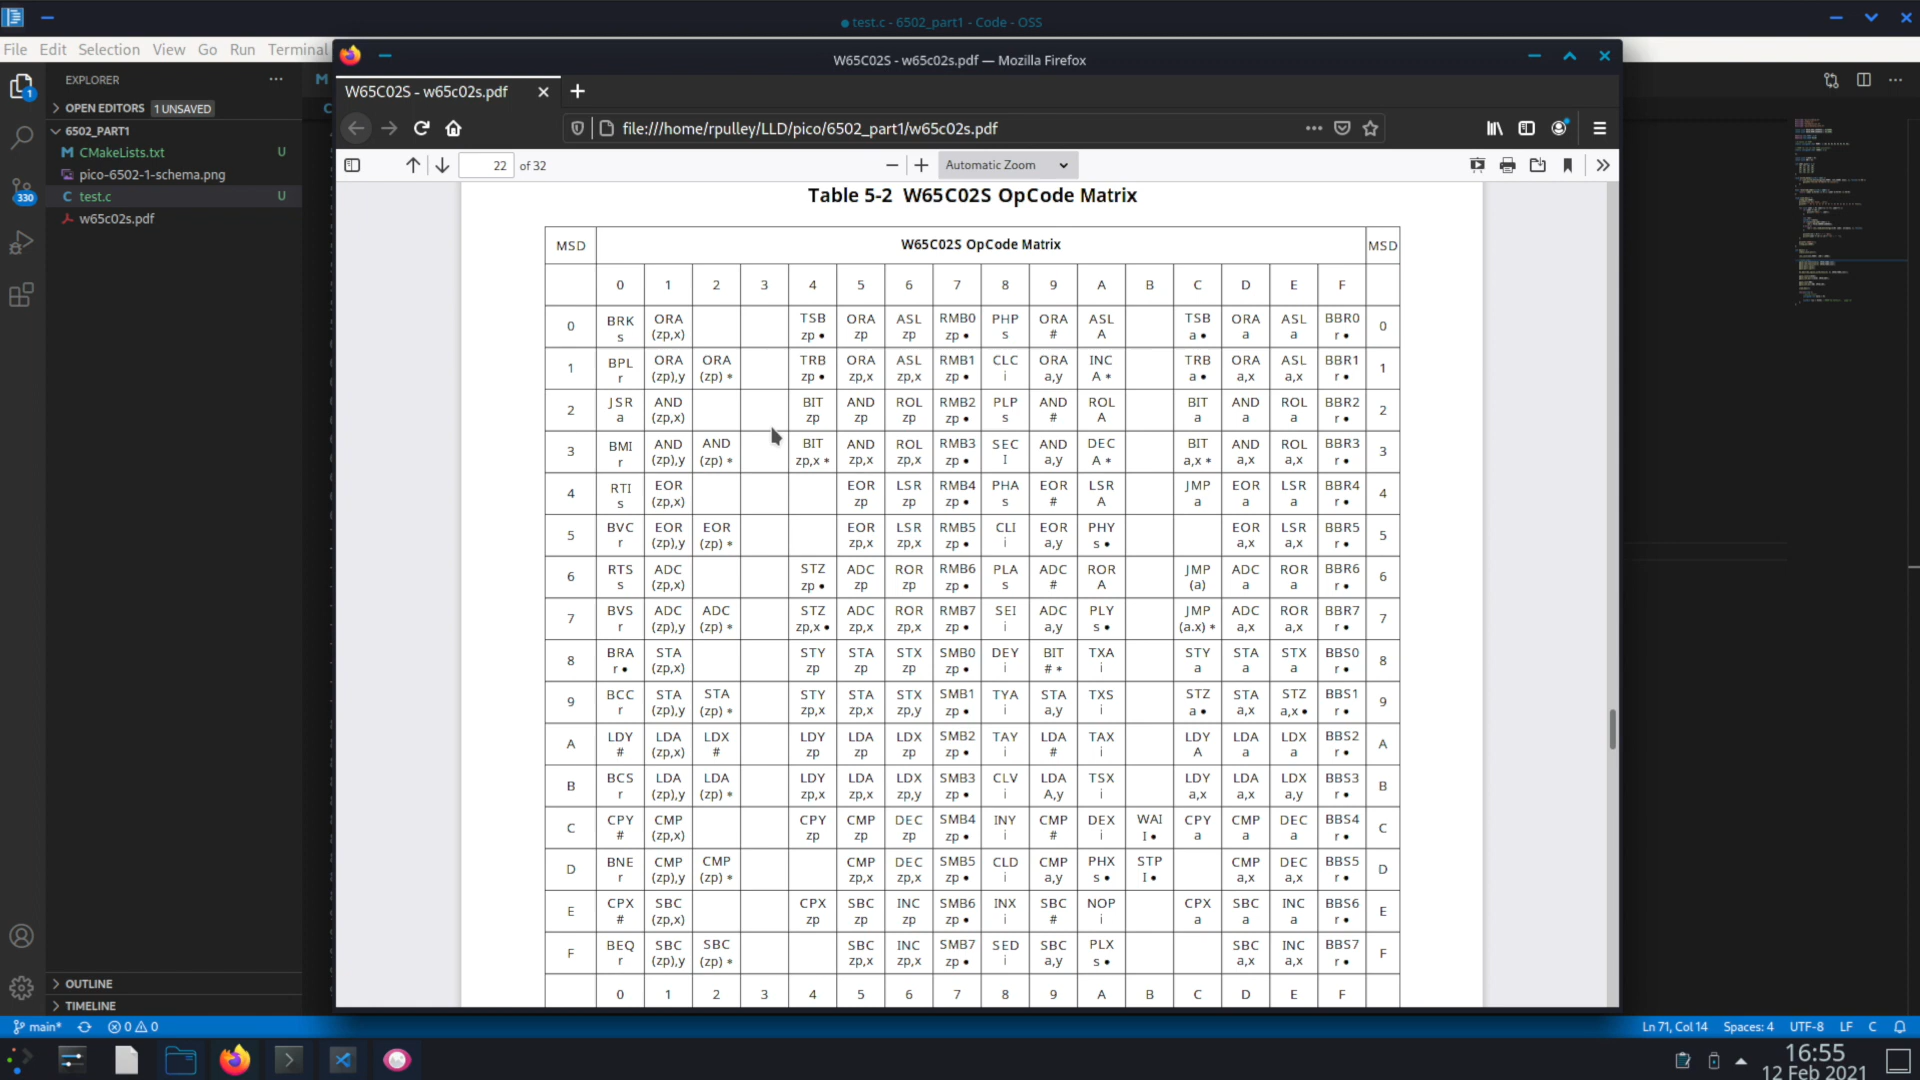 test.c - 6502_part1 - Code - OSS
File Edit Selection View Go Run Terminal
W65C02S - w65c02s.pdf — Mozilla Firefox
EXPLORER
W65C02S - w65c02s.pdf
OPEN EDITORS 1 UNSAVED
6502_PART1
file:///home/rpulley/LLD/pico/6502_part1/w65c02s.pdf
CMakeLists.txt U
22 of 32 Automatic Zoom
pico-6502-1-schema.png
test.c U
w65c02s.pdf
1
330
Table 5-2 W65C02S OpCode Matrix
MSD W65C02S OpCode Matrix MSD
0 1 2 3 4 5 6 7 8 9 A B C D E F
0 BRK ORA TSB ORA ASL RMB0 PHP ORA ASL TSB ORA ASL BBR0 0
s (zp,x) zp • zp zp zp • s # A a • a a r •
1 BPL ORA ORA TRB ORA ASL RMB1 CLC ORA INC TRB ORA ASL BBR1 1
r (zp),y (zp) * zp • zp,x zp,x zp • i a,y A * a • a,x a,x r •
2 JSR AND BIT AND ROL RMB2 PLP AND ROL BIT AND ROL BBR2 2
a (zp,x) zp zp zp zp • s # A a a a r •
3 BMI AND AND BIT AND ROL RMB3 SEC AND DEC BIT AND ROL BBR3 3
r (zp),y (zp) * zp,x * zp,x zp,x zp • I a,y A * a,x * a,x a,x r •
4 RTI EOR EOR LSR RMB4 PHA EOR LSR JMP EOR LSR BBR4 4
s (zp,x) zp zp zp • s # A a a a r •
5 BVC EOR EOR EOR LSR RMB5 CLI EOR PHY EOR LSR BBR5 5
r (zp),y (zp) * zp,x zp,x zp • i a,y s • a,x a,x r •
6 RTS ADC STZ ADC ROR RMB6 PLA ADC ROR JMP ADC ROR BBR6 6
s (zp,x) zp • zp zp zp • s # A (a) a a r •
7 BVS ADC ADC STZ ADC ROR RMB7 SEI ADC PLY JMP ADC ROR BBR7 7
r (zp),y (zp) * zp,x • zp,x zp,x zp • i a,y s • (a.x) * a,x a,x r •
8 BRA STA STY STA STX SMB0 DEY BIT TXA STY STA STX BBS0 8
r • (zp,x) zp zp zp zp • i # * i a a a r •
9 BCC STA STA STY STA STX SMB1 TYA STA TXS STZ STA STZ BBS1 9
r (zp),y (zp) * zp,x zp,x zp,y zp • i a,y i a • a,x a,x • r •
A LDY LDA LDX LDY LDA LDX SMB2 TAY LDA TAX LDY LDA LDX BBS2 A
# (zp,x) # zp zp zp zp • i # i A a a r •
B BCS LDA LDA LDY LDA LDX SMB3 CLV LDA TSX LDY LDA LDX BBS3 B
r (zp),y (zp) * zp,x zp,x zp,y zp • i A,y i a,x a,x a,y r •
C CPY CMP CPY CMP DEC SMB4 INY CMP DEX WAI CPY CMP DEC BBS4 C
# (zp,x) zp zp zp zp • i # i I • a a a r •
D BNE CMP CMP CMP DEC SMB5 CLD CMP PHX STP CMP DEC BBS5 D
r (zp),y (zp) * zp,x zp,x zp • i a,y s • I • a,x a,x r •
E CPX SBC CPX SBC INC SMB6 INX SBC NOP CPX SBC INC BBS6 E
# (zp,x) zp zp zp zp • i # i a a a r •
F BEQ SBC SBC SBC INC SMB7 SED SBC PLX SBC INC BBS7 F
r (zp),y (zp) * zp,x zp,x zp • i a,y s • a,x a,x r •
0 1 2 3 4 5 6 7 8 9 A B C D E F
OUTLINE
TIMELINE
main* 0 0 Ln 71, Col 14 Spaces: 4 UTF-8 LF C
16:55
12 Feb 2021